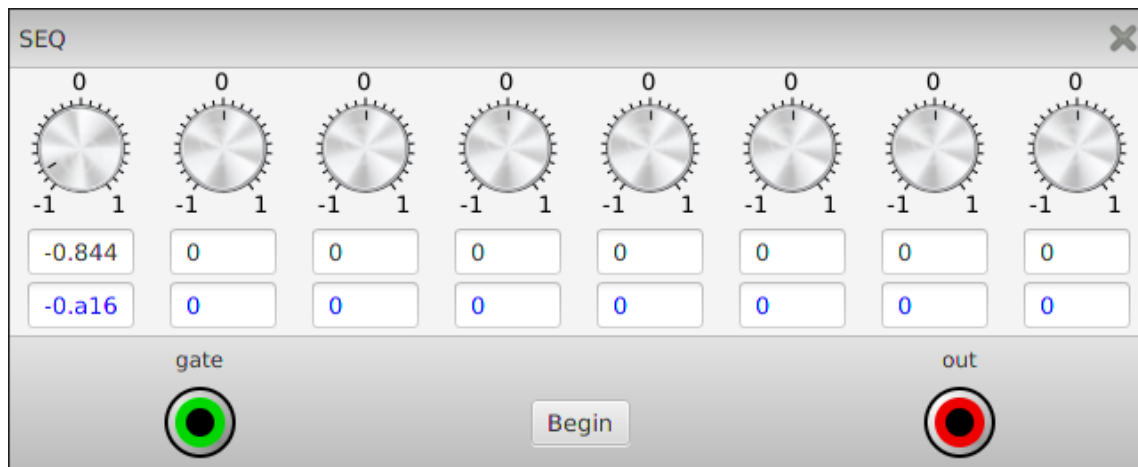 SEQ
0 0 0 0 0 0 0 0
-1 1 -1 1 -1 1 -1 1 -1 1 -1 1 -1 1 -1 1
-0.844 0 0 0 0 0 0 0
-0.a16 0 0 0 0 0 0 0
gate out
Begin